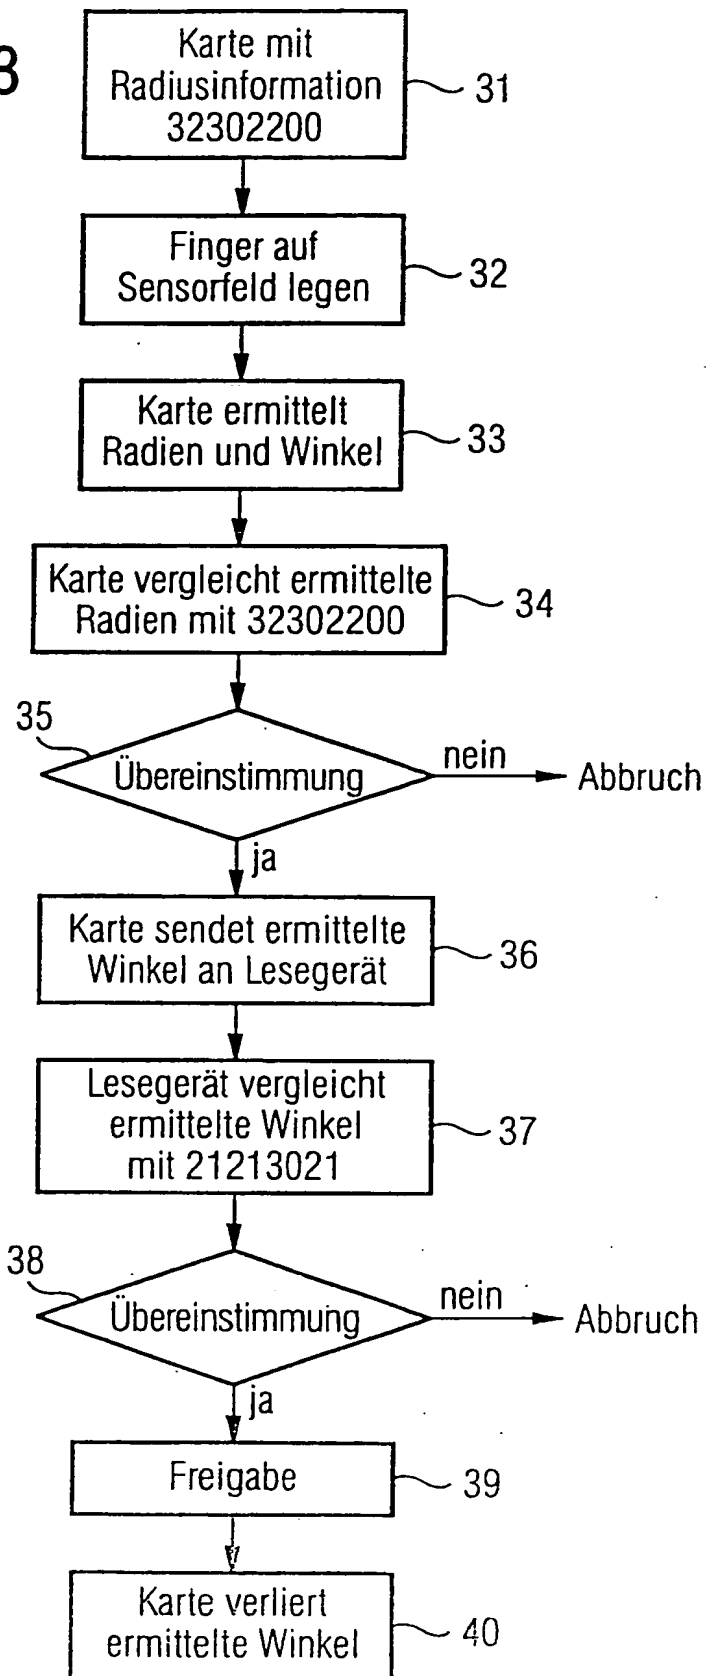 3
Karte mit
Radiusinformation
32302200
31
Finger auf
Sensorfeld legen
32
Karte ermittelt
Radien und Winkel
33
Karte vergleicht ermittelte
Radien mit 32302200
34
35
Übereinstimmung
nein
Abbruch
ja
Karte sendet ermittelte
Winkel an Lesegerät
36
Lesegerät vergleicht
ermittelte Winkel
mit 21213021
37
38
Übereinstimmung
nein
Abbruch
ja
Freigabe
39
Karte verliert
ermittelte Winkel
40